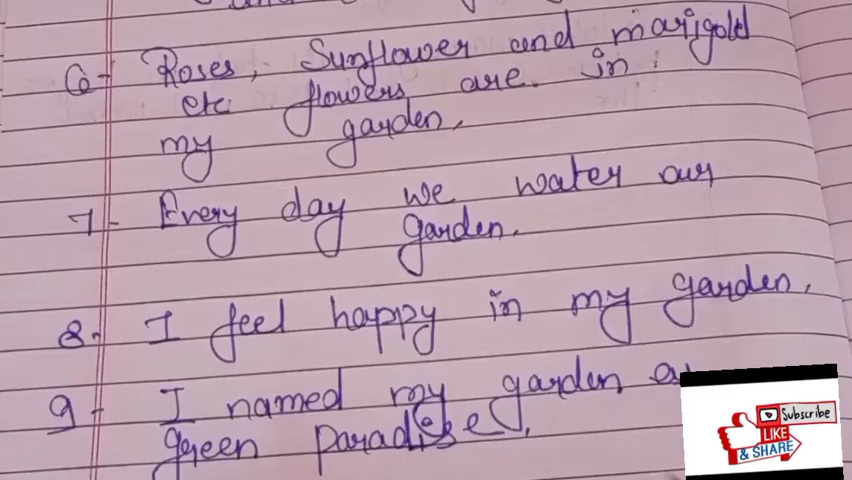 6- Roses, Sunflower and marigold
etc flowers are in
my garden.
7- Every day we water our
garden.
8- I feel happy in my garden.
9- I named my garden
green paradise.
Subscribe
LIKE
& SHARE